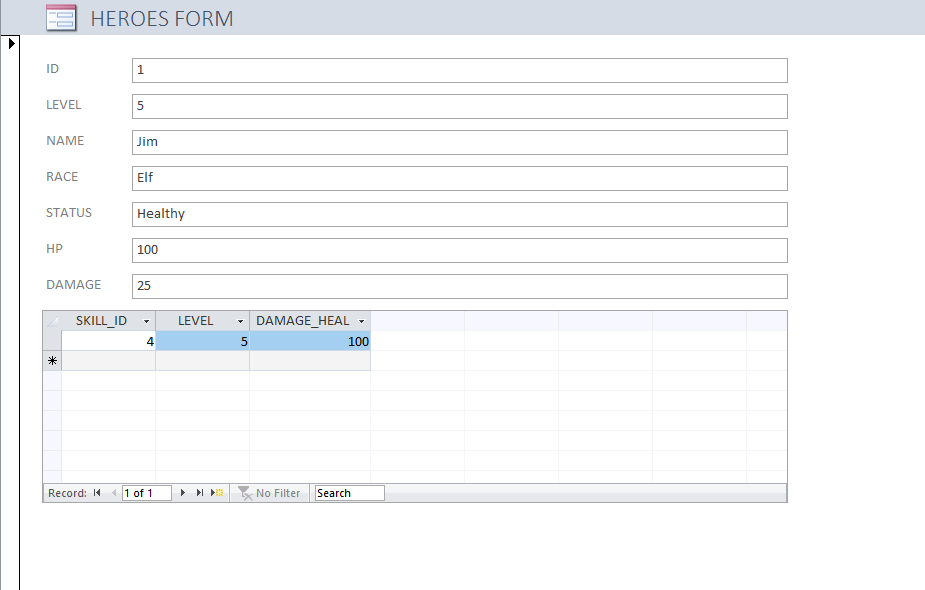 HEROES FORM
ID 1
LEVEL 5
NAME Jim
RACE Elf
STATUS Healthy
HP 100
DAMAGE 25
SKILL_ID LEVEL DAMAGE_HEAL
4 5 100
Record: 1 of 1 No Filter Search